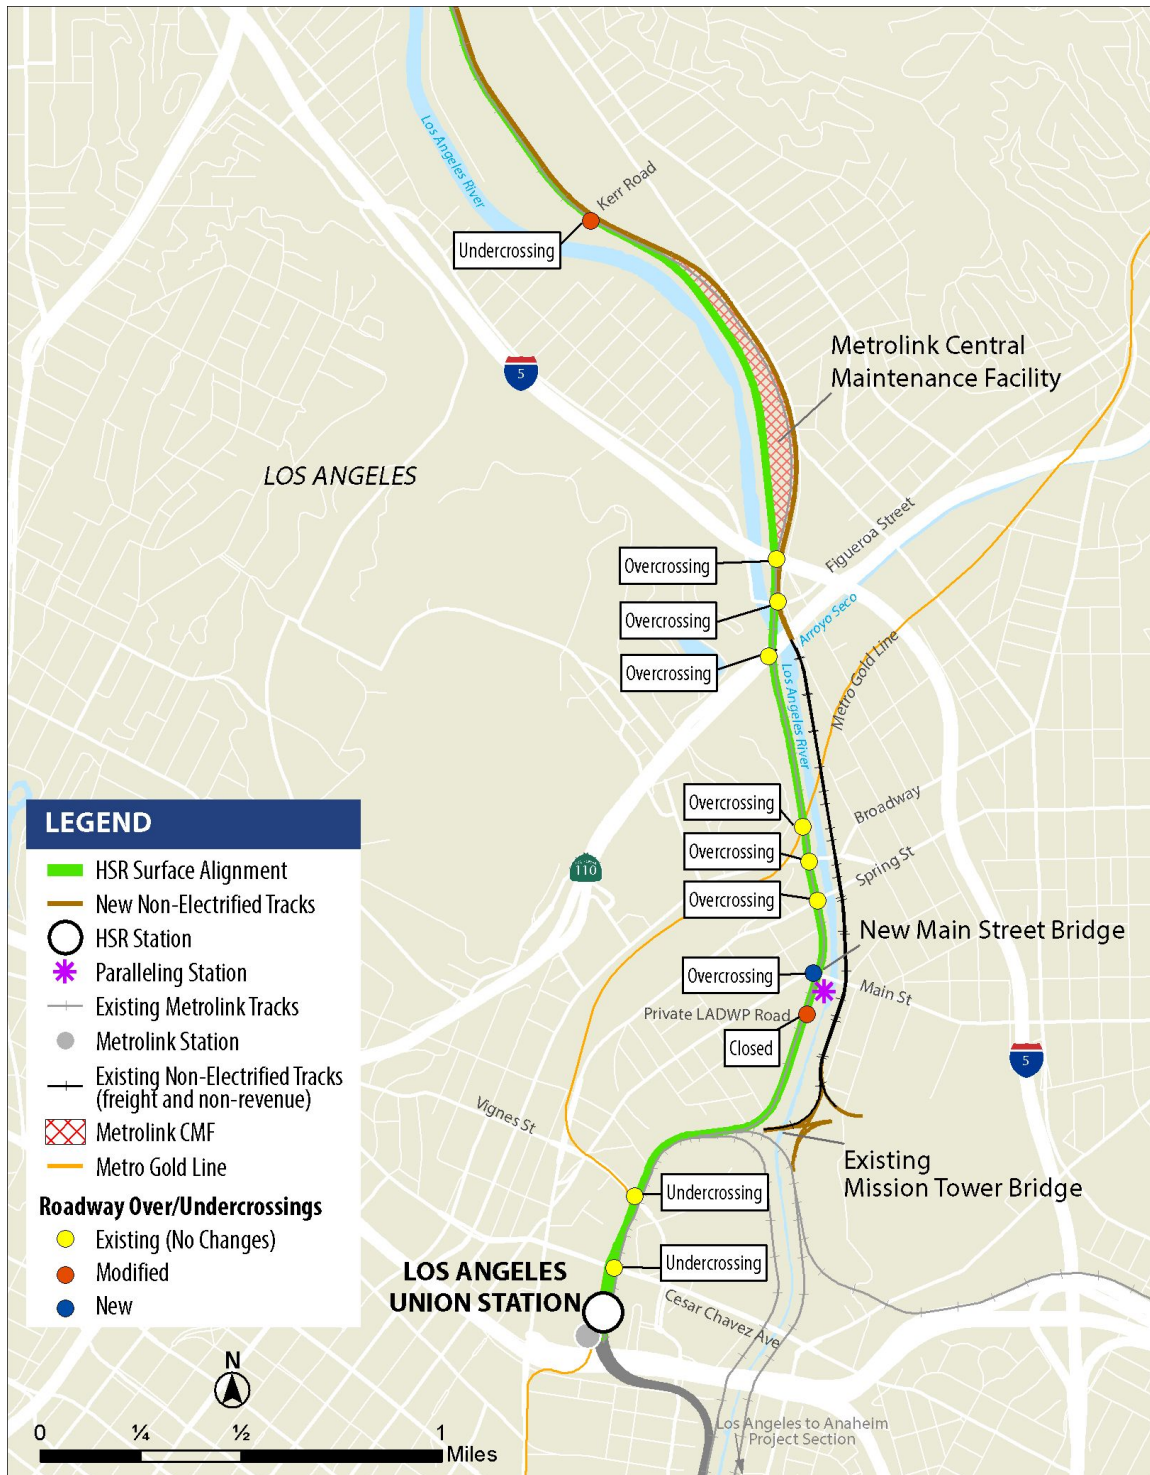 Los Angeles River
Kerr Road
Undercrossing
5
Metrolink Central
Maintenance Facility
LOS ANGELES
Figueroa Street
Overcrossing
Overcrossing
Arroyo Seco
Overcrossing
Metro Gold Line
Los Angeles River
Overcrossing
Broadway
Overcrossing
Spring St
110
Overcrossing
New Main Street Bridge
Overcrossing
Main St
Private LADWP Road
Closed
5
Vignes St
Existing
Mission Tower Bridge
Undercrossing
Undercrossing
LOS ANGELES
UNION STATION
Cesar Chavez Ave
Los Angeles to Anaheim
Project Section
LEGEND
HSR Surface Alignment
New Non-Electrified Tracks
HSR Station
Paralleling Station
Existing Metrolink Tracks
Metrolink Station
Existing Non-Electrified Tracks
(freight and non-revenue)
Metrolink CMF
Metro Gold Line
Roadway Over/Undercrossings
Existing (No Changes)
Modified
New
N
0 ¼ ½ 1
Miles